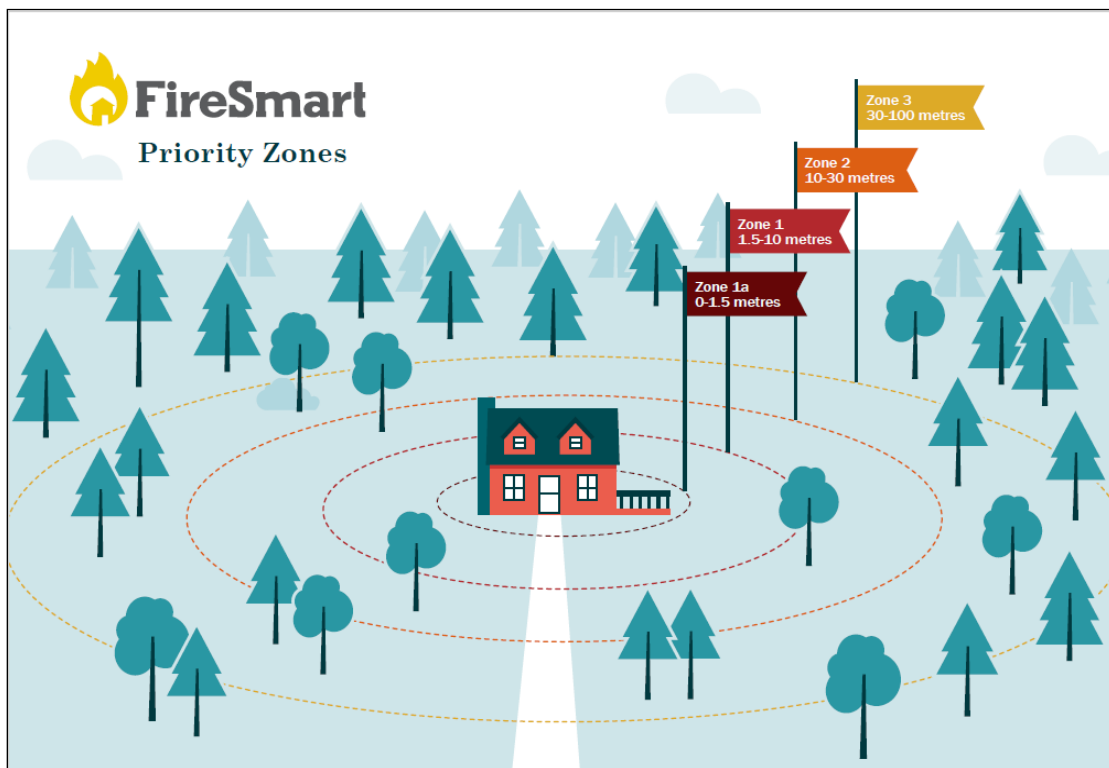 FireSmart
Priority Zones
Zone 3
30-100 metres
Zone 2
10-30 metres
Zone 1
1.5-10 metres
Zone 1a
0-1.5 metres